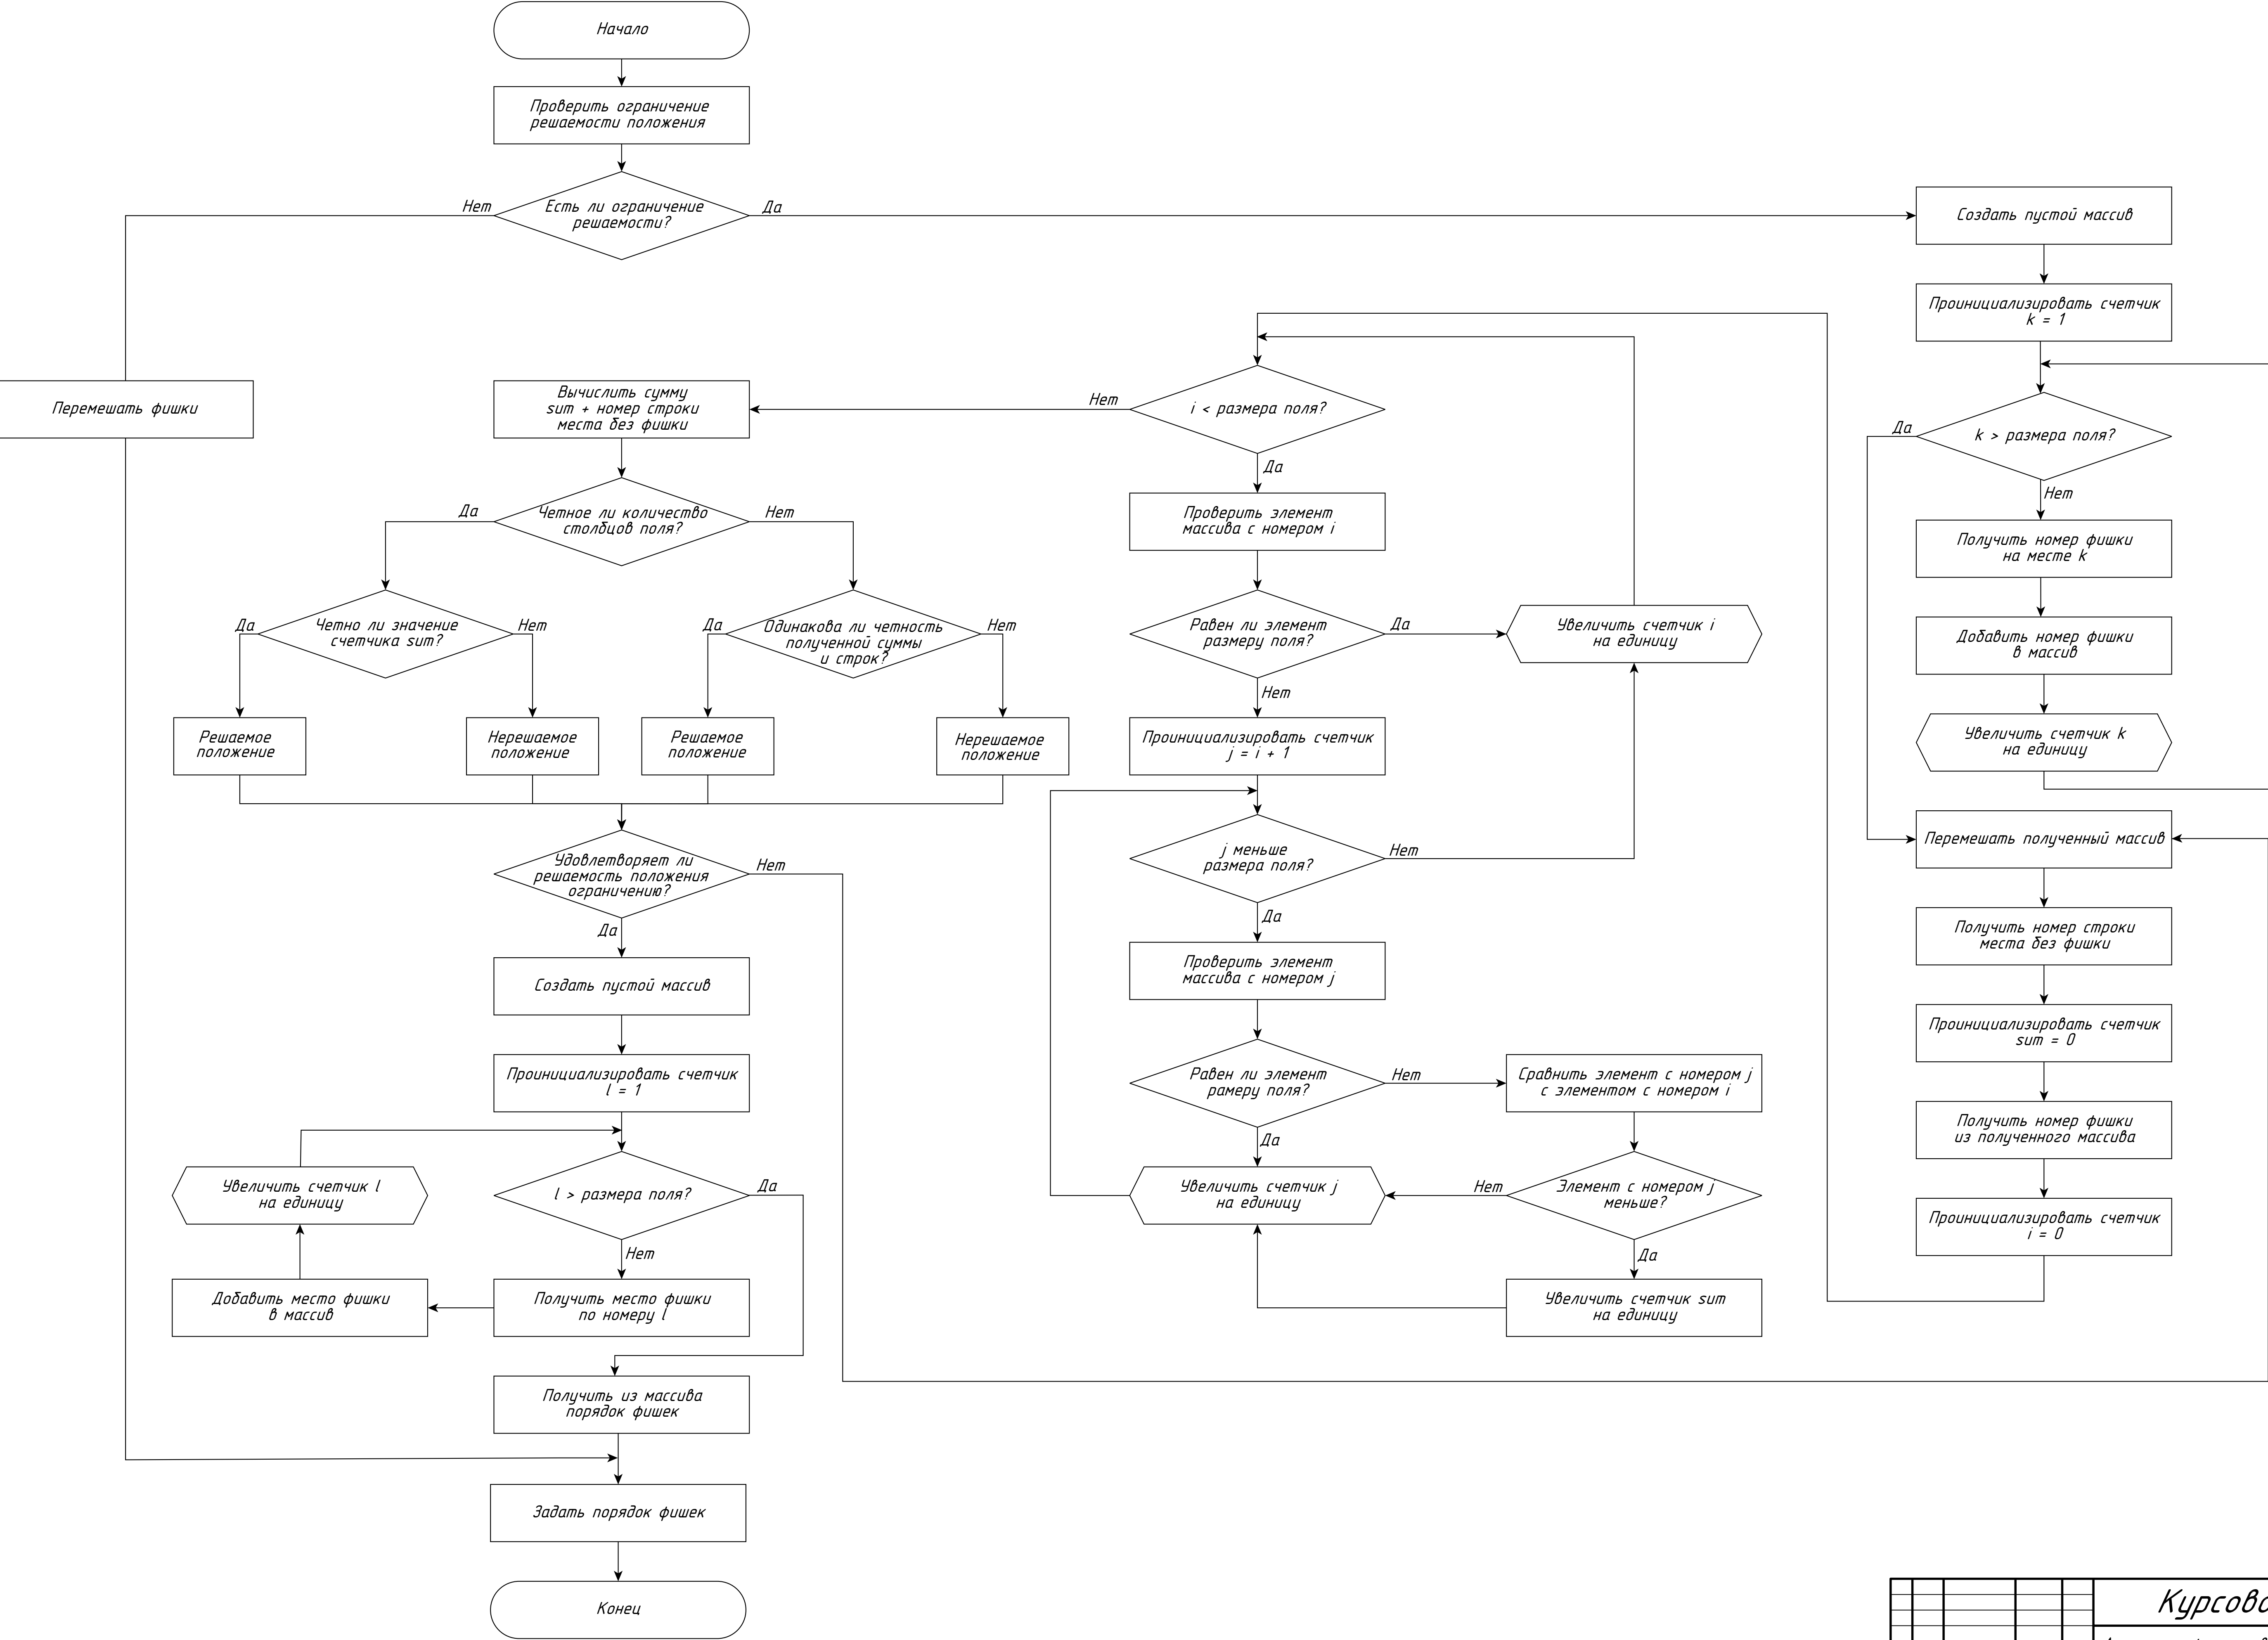 Начало
Проверить ограничение
решаемости положения
Есть ли ограничение
решаемости?
Нет
Да
Создать пустой массив
Проинициализировать счетчик
k = 1
k > размера поля?
Да
Нет
Получить номер фишки
на месте k
Добавить номер фишки
в массив
Увеличить счетчик k
на единицу
Перемешать полученный массив
Получить номер строки
места без фишки
Проинициализировать счетчик
sum = 0
Получить номер фишки
из полученного массива
Проинициализировать счетчик
i = 0
i < размера поля?
Нет
Да
Проверить элемент
массива с номером i
Равен ли элемент
размеру поля?
Да
Нет
Увеличить счетчик i
на единицу
Проинициализировать счетчик
j = i + 1
j меньше
размера поля?
Нет
Да
Проверить элемент
массива с номером j
Равен ли элемент
рамеру поля?
Нет
Да
Сравнить элемент с номером j
с элементом с номером i
Элемент с номером j
меньше?
Нет
Да
Увеличить счетчик j
на единицу
Увеличить счетчик sum
на единицу
Перемешать фишки
Вычислить сумму
sum + номер строки
места без фишки
Четное ли количество
столбцов поля?
Да
Нет
Четно ли значение
счетчика sum?
Да
Нет
Одинакова ли четность
полученной суммы
и строк?
Да
Нет
Решаемое
положение
Нерешаемое
положение
Решаемое
положение
Нерешаемое
положение
Удовлетворяет ли
решаемость положения
ограничению?
Нет
Да
Создать пустой массив
Проинициализировать счетчик
l = 1
l > размера поля?
Да
Нет
Увеличить счетчик l
на единицу
Добавить место фишки
в массив
Получить место фишки
по номеру l
Получить из массива
порядок фишек
Задать порядок фишек
Конец